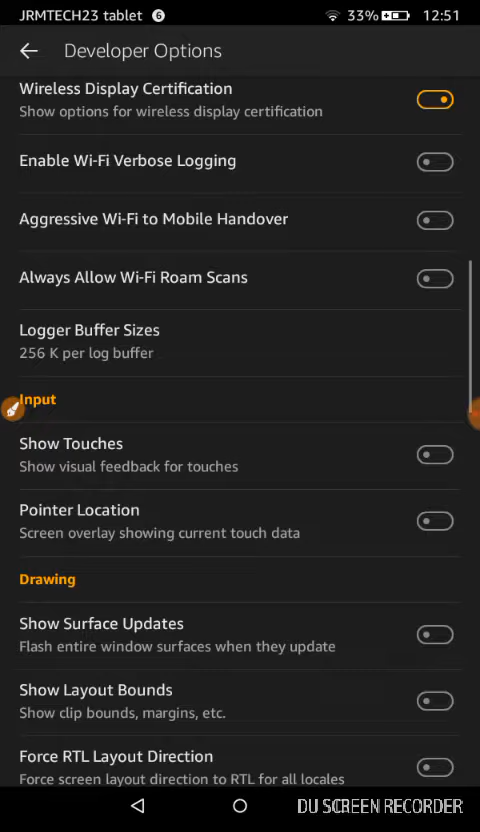 JRMTECH23 tablet 6 33% 12:51
Developer Options
Wireless Display Certification
Show options for wireless display certification
Enable Wi-Fi Verbose Logging
Aggressive Wi-Fi to Mobile Handover
Always Allow Wi-Fi Roam Scans
Logger Buffer Sizes
256 K per log buffer
Input
Show Touches
Show visual feedback for touches
Pointer Location
Screen overlay showing current touch data
Drawing
Show Surface Updates
Flash entire window surfaces when they update
Show Layout Bounds
Show clip bounds, margins, etc.
Force RTL Layout Direction
Force screen layout direction to RTL for all locales
DU SCREEN RECORDER